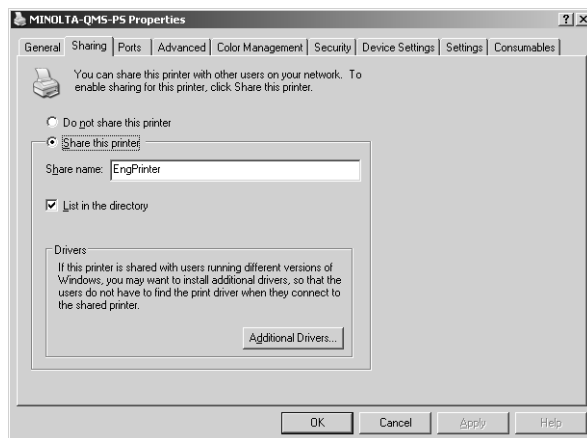 MINOLTA-QMS-PS Properties
General Sharing Ports Advanced Color Management Security Device Settings Settings Consumables
You can share this printer with other users on your network. To
enable sharing for this printer, click Share this printer.
Do not share this printer
Share this printer
Share name: EngPrinter
List in the directory
Drivers
If this printer is shared with users running different versions of
Windows, you may want to install additional drivers, so that the
users do not have to find the print driver when they connect to
the shared printer.
Additional Drivers...
OK Cancel Apply Help